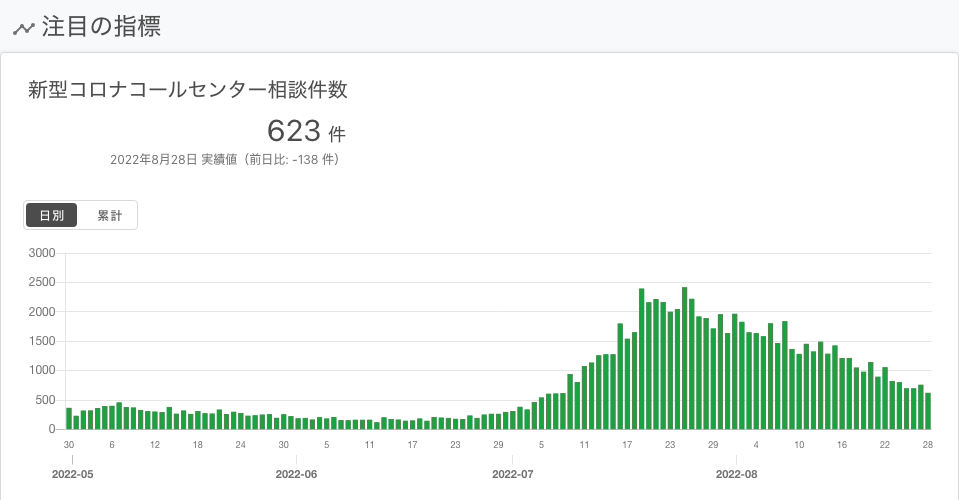 注目の指標
新型コロナコールセンター相談件数
623 件
2022年8月28日 実績値（前日比: -138 件）
日別 累計
3000
2500
2000
1500
1000
500
0
30 6 12 18 24 30 5 11 17 23 29 5 11 17 23 29 4 10 16 22 28
2022-05 2022-06 2022-07 2022-08